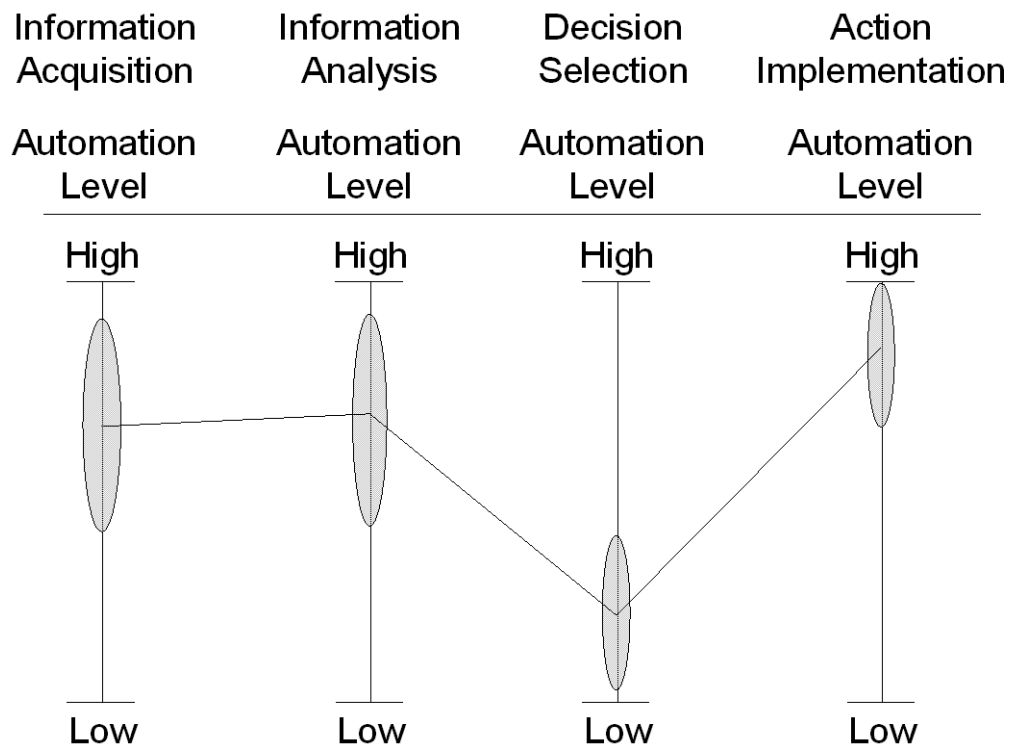 Information Acquisition
Information Analysis
Decision Selection
Action Implementation
Automation Level
Automation Level
Automation Level
Automation Level
High
High
High
High
Low
Low
Low
Low